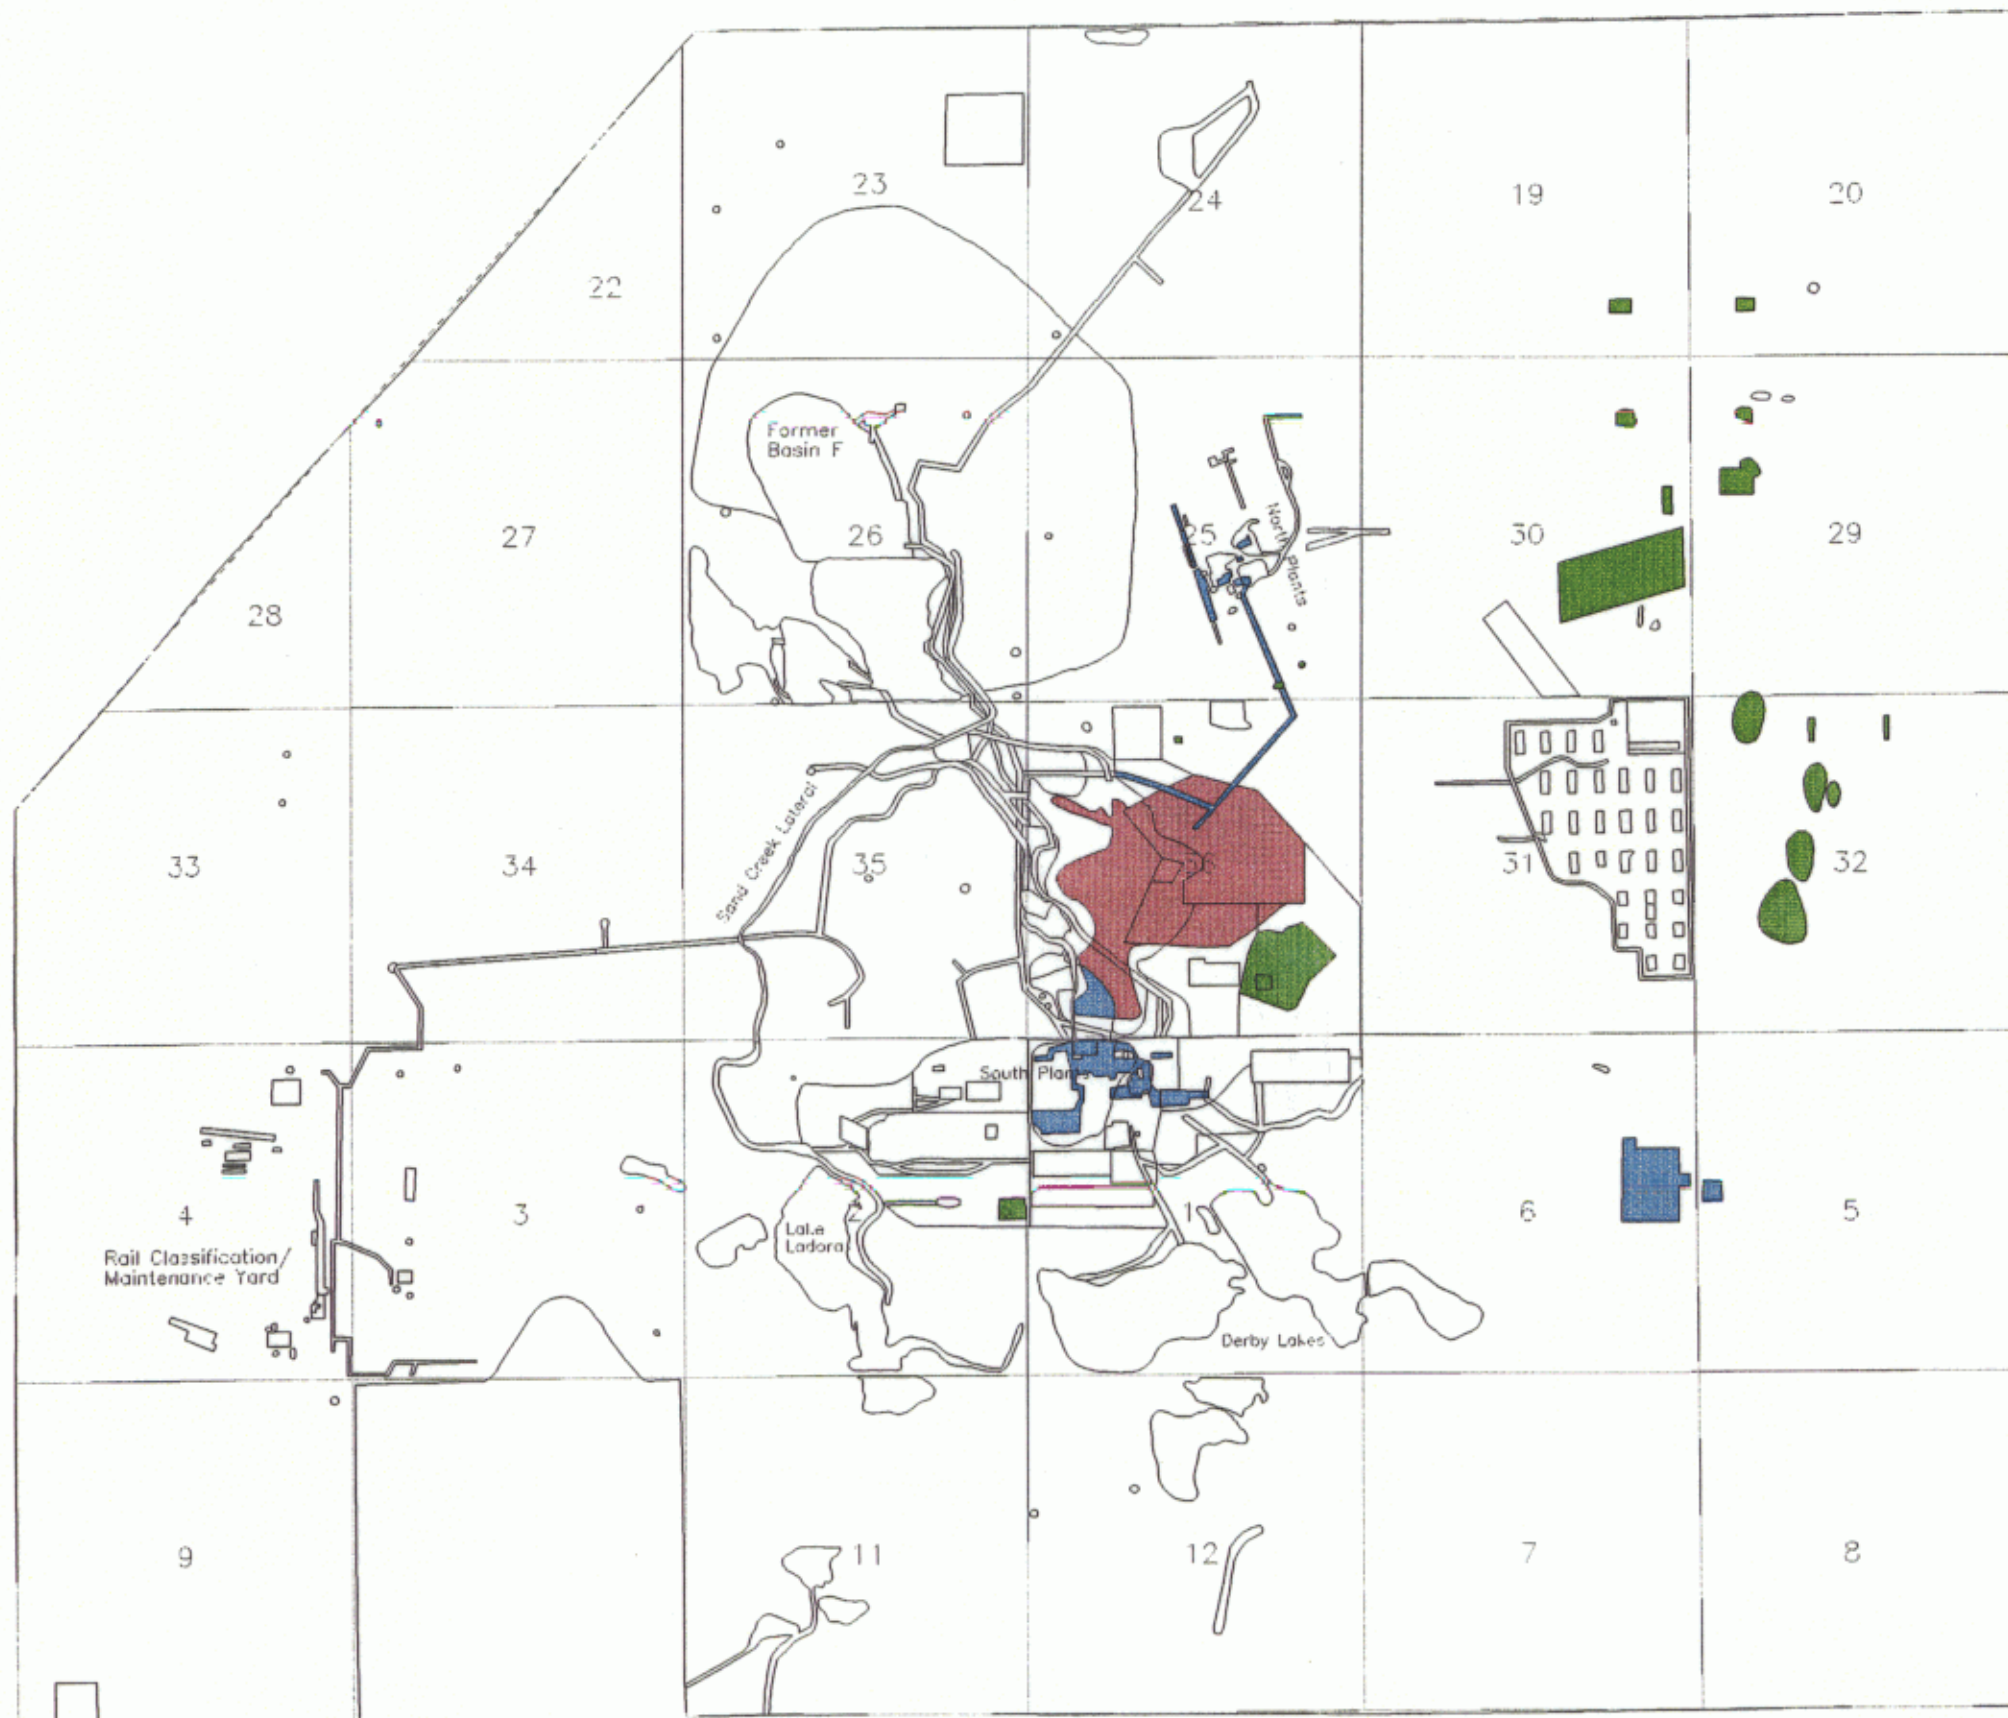 23
24
19
20
22
Former
Basin F
27
26
25
North Plants
30
29
28
33
34
Sand Creek Lateral
35
36
31
32
South Plants
4
3
2
1
6
5
Lake
Ladora
Rail Classification/
Maintenance Yard
Derby Lakes
9
11
12
7
8